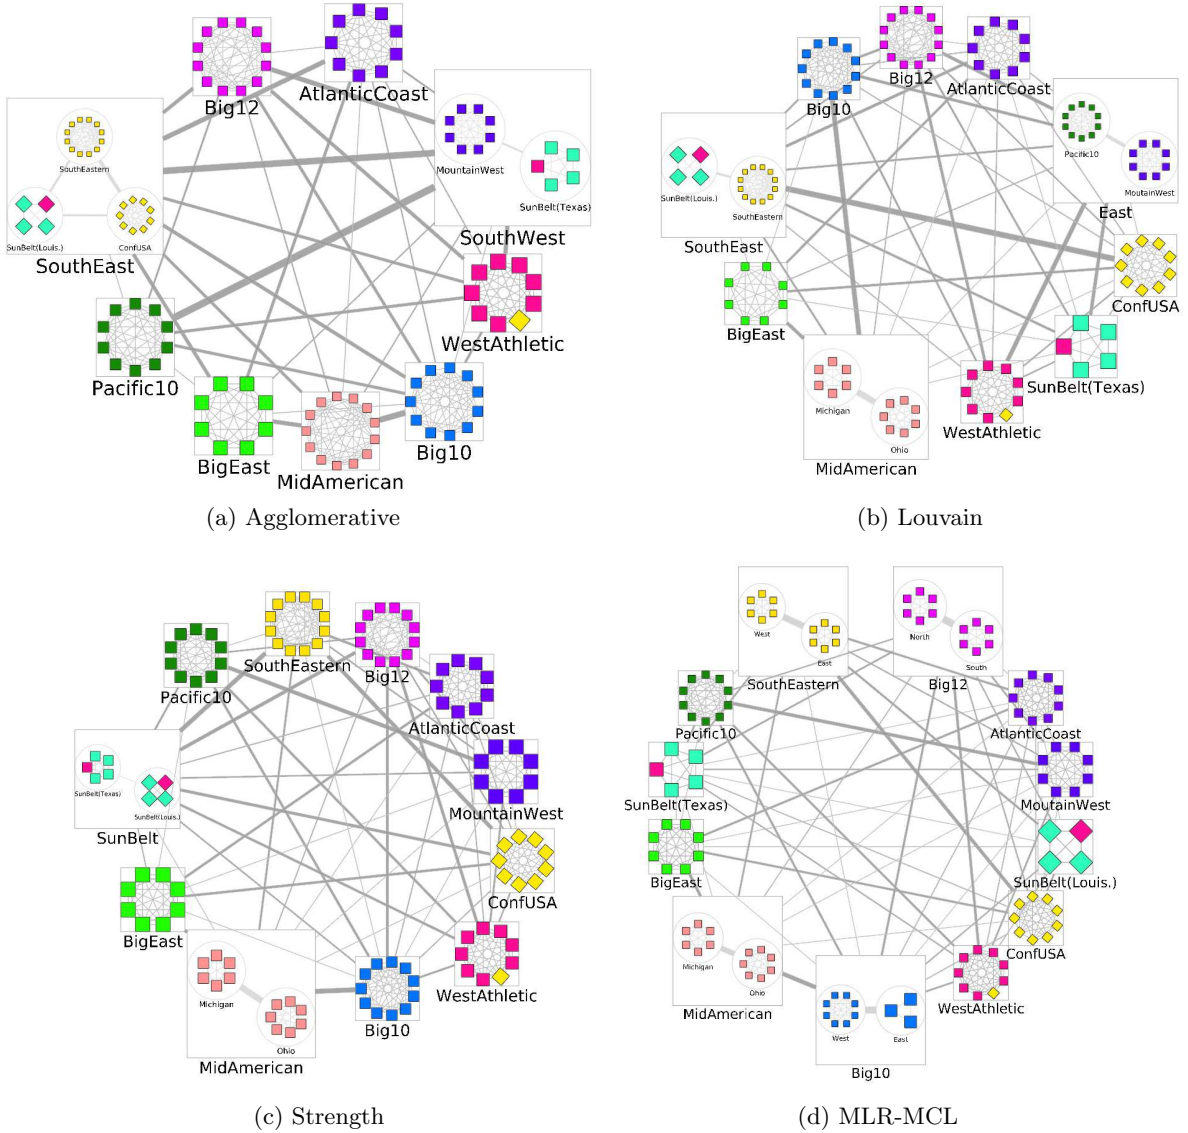 Big12
AtlanticCoast
SouthEastern
SunBelt(Louis.)
ConfUSA
SouthEast
MountainWest
SunBelt(Texas)
SouthWest
WestAthletic
Pacific10
BigEast
MidAmerican
Big10
(a) Agglomerative
Big10
Big12
AtlanticCoast
Pacific10
MoutainWest
East
SunBelt(Louis.)
SouthEastern
SouthEast
ConfUSA
BigEast
SunBelt(Texas)
Michigan
Ohio
MidAmerican
WestAthletic
(b) Louvain
SouthEastern
Big12
Pacific10
AtlanticCoast
SunBelt(Texas)
SunBelt(Louis.)
SunBelt
MountainWest
ConfUSA
BigEast
Michigan
Ohio
MidAmerican
Big10
WestAthletic
(c) Strength
West
East
SouthEastern
North
South
Big12
Pacific10
AtlanticCoast
SunBelt(Texas)
MoutainWest
BigEast
SunBelt(Louis.)
ConfUSA
Michigan
Ohio
MidAmerican
WestAthletic
West
East
Big10
(d) MLR-MCL